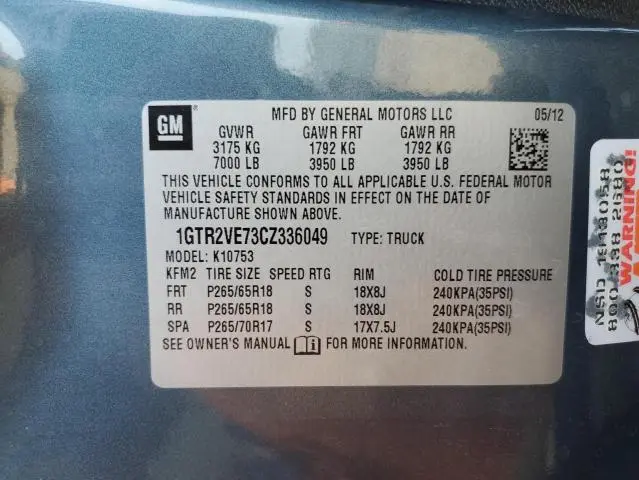 GM
MFD BY GENERAL MOTORS LLC 05/12
GVWR GAWR FRT GAWR RR
3175 KG 1792 KG 1792 KG
7000 LB 3950 LB 3950 LB
THIS VEHICLE CONFORMS TO ALL APPLICABLE U.S. FEDERAL MOTOR
VEHICLE SAFETY STANDARDS IN EFFECT ON THE DATE OF
MANUFACTURE SHOWN ABOVE.
1GTR2VE73CZ336049 TYPE: TRUCK
MODEL: K10753
KFM2 TIRE SIZE SPEED RTG RIM COLD TIRE PRESSURE
FRT P265/65R18 S 18X8J 240KPA(35PSI)
RR P265/65R18 S 18X8J 240KPA(35PSI)
SPA P265/70R17 S 17X7.5J 240KPA(35PSI)
SEE OWNER'S MANUAL FOR MORE INFORMATION.
WARNING!
800 338 2680